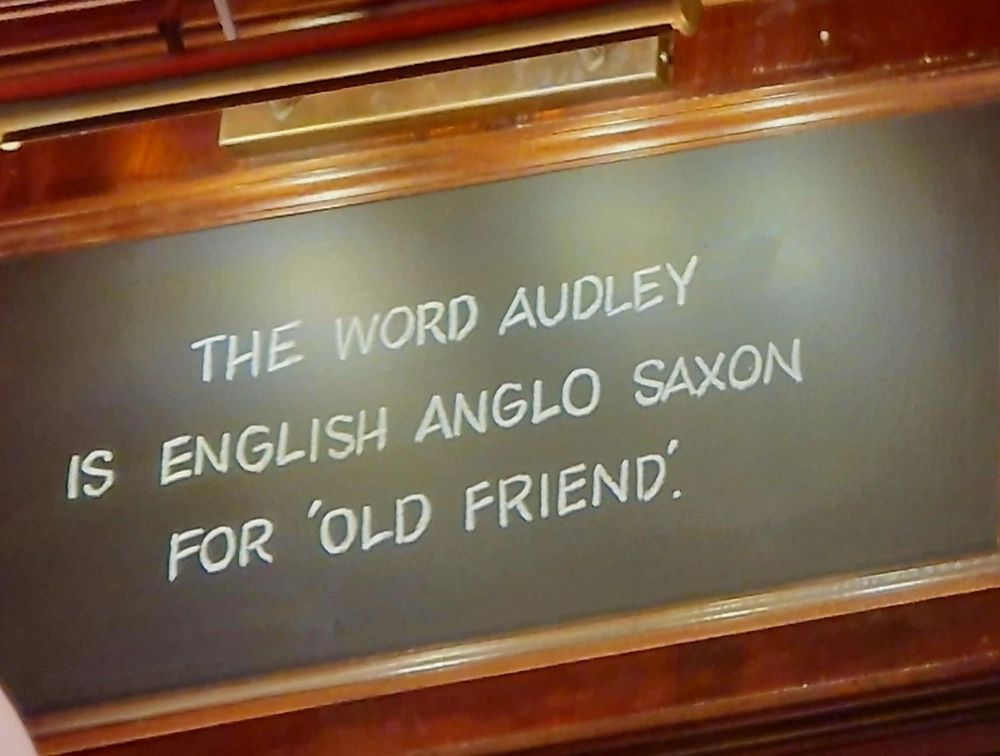 THE WORD AUDLEY
IS ENGLISH ANGLO SAXON
FOR 'OLD FRIEND'.